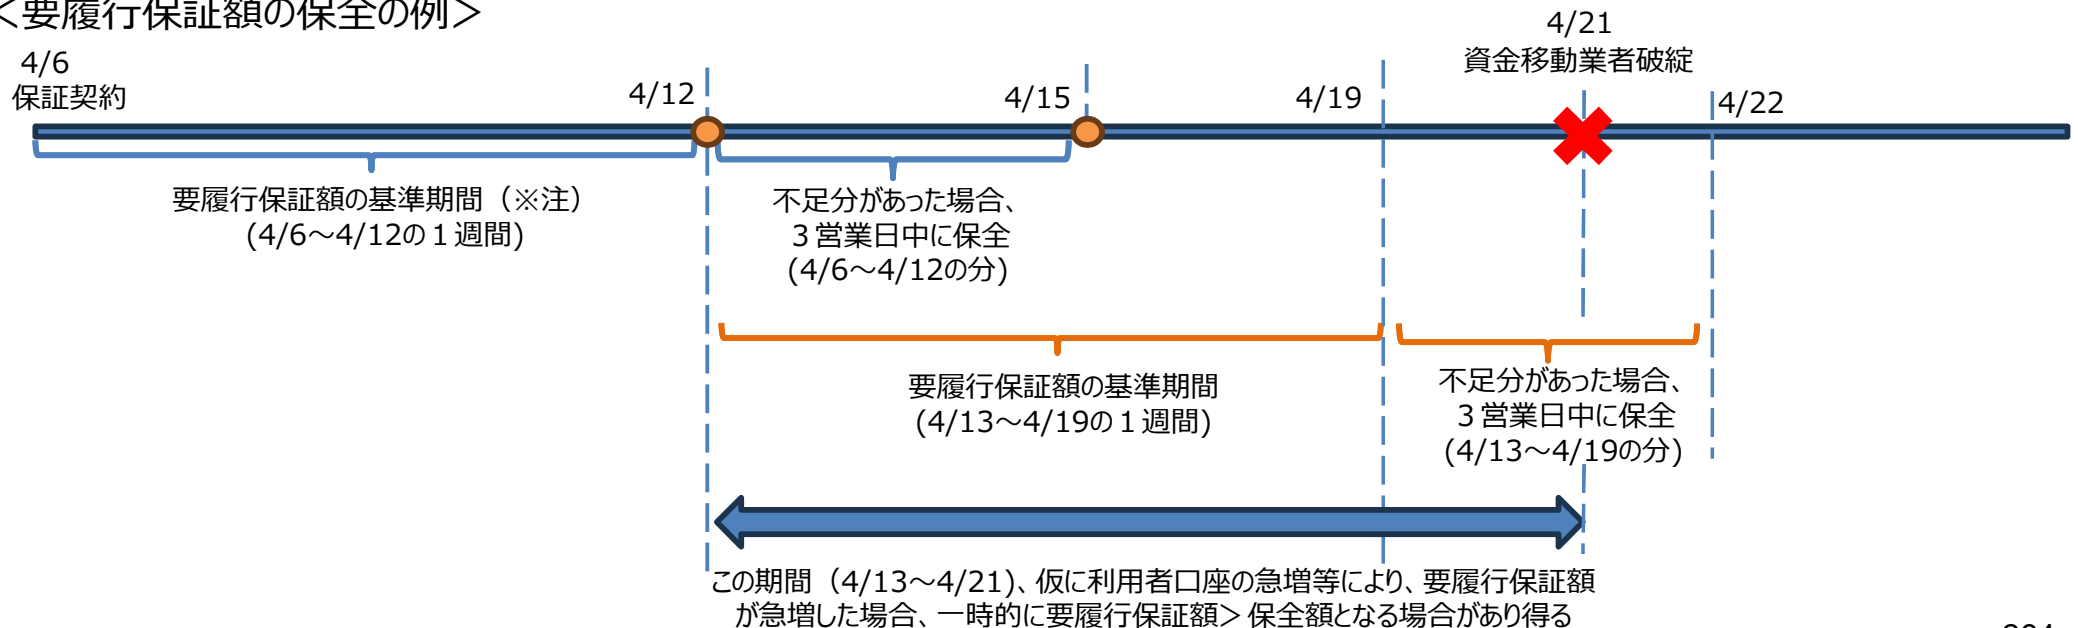 ＜要履行保証額の保全の例＞
4/6
保証契約
4/12
4/15
4/19
4/21
資金移動業者破綻
4/22
要履行保証額の基準期間（※注）
(4/6～4/12の１週間)
不足分があった場合、
３営業日中に保全
(4/6～4/12の分)
要履行保証額の基準期間
(4/13～4/19の１週間)
不足分があった場合、
３営業日中に保全
(4/13～4/19の分)
この期間（4/13～4/21)、仮に利用者口座の急増等により、要履行保証額
が急増した場合、一時的に要履行保証額＞保全額となる場合があり得る